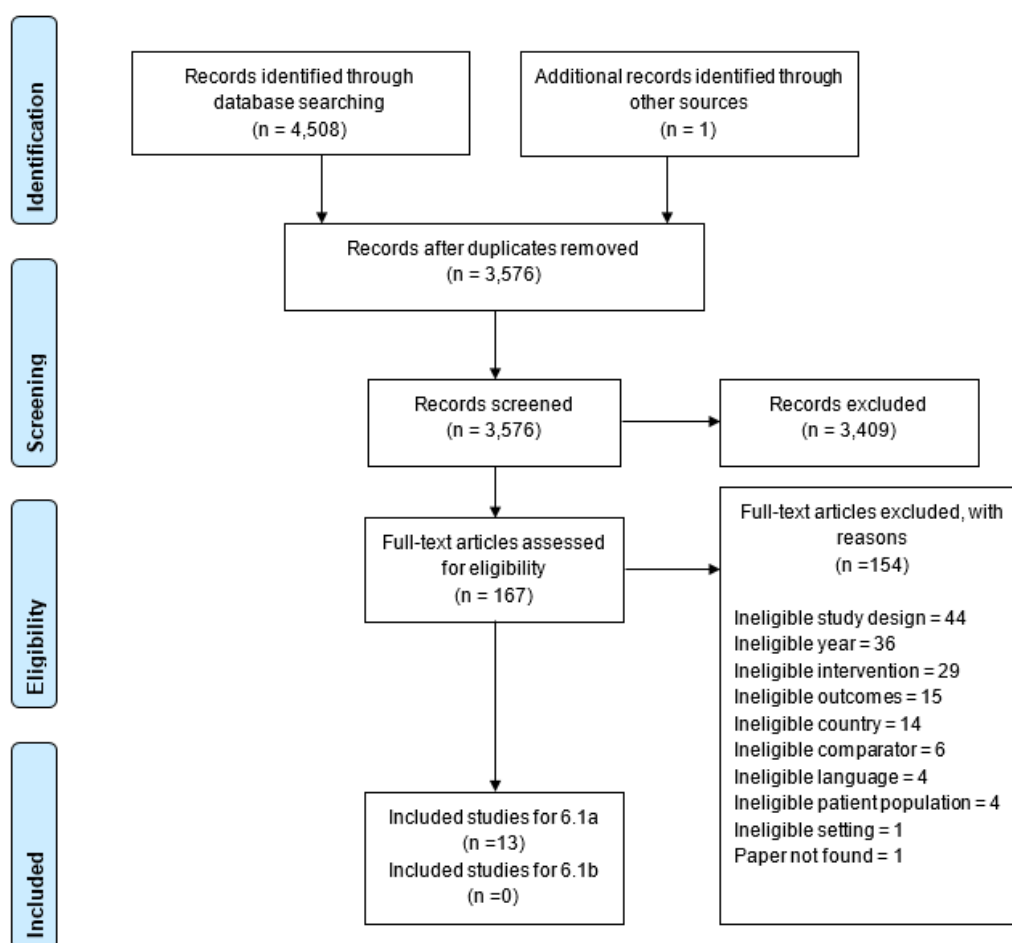 Identification
Records identified through
database searching
(n = 4,508)
Additional records identified through
other sources
(n = 1)
Screening
Records after duplicates removed
(n = 3,576)
Records screened
(n = 3,576)
Records excluded
(n = 3,409)
Eligibility
Full-text articles assessed
for eligibility
(n = 167)
Full-text articles excluded, with
reasons
(n =154)
Ineligible study design = 44
Ineligible year = 36
Ineligible intervention = 29
Ineligible outcomes = 15
Ineligible country = 14
Ineligible comparator = 6
Ineligible language = 4
Ineligible patient population = 4
Ineligible setting = 1
Paper not found = 1
Included
Included studies for 6.1a
(n =13)
Included studies for 6.1b
(n =0)